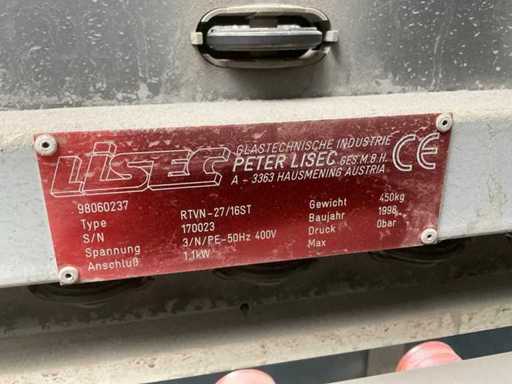 LISEC
GLASTECHNISCHE INDUSTRIE
PETER LISEC GES.M.B.H.
A - 3363 HAUSMENING AUSTRIA
CE
98060237
Type RTVN-27/16ST
S/N 170023
Spannung 3/N/PE-50Hz 400V
Anschluß 1,1kW
Gewicht 450kg
Baujahr 1998
Druck 0bar
Max